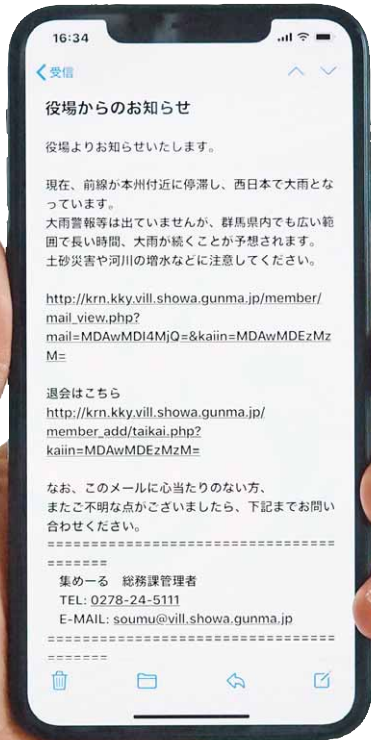 16:34
受信
役場からのお知らせ
役場よりお知らせいたします。
現在、前線が本州付近に停滞し、西日本で大雨とな
っています。
大雨警報等は出ていませんが、群馬県内でも広い範
囲で長い時間、大雨が続くことが予想されます。
土砂災害や河川の増水などに注意してください。
http://krn.kky.vill.showa.gunma.jp/member/
mail_view.php?
mail=MDAwMDI4MjQ=&kaiin=MDAwMDEzMz
M=
退会はこちら
http://krn.kky.vill.showa.gunma.jp/
member_add/taikai.php?
kaiin=MDAwMDEzMzM=
なお、このメールに心当たりのない方、
またご不明な点がございましたら、下記までお問い
合わせください。
==================================
=======
集めーる　総務課管理者
TEL: 0278-24-5111
E-MAIL: soumu@vill.showa.gunma.jp
==================================
=======